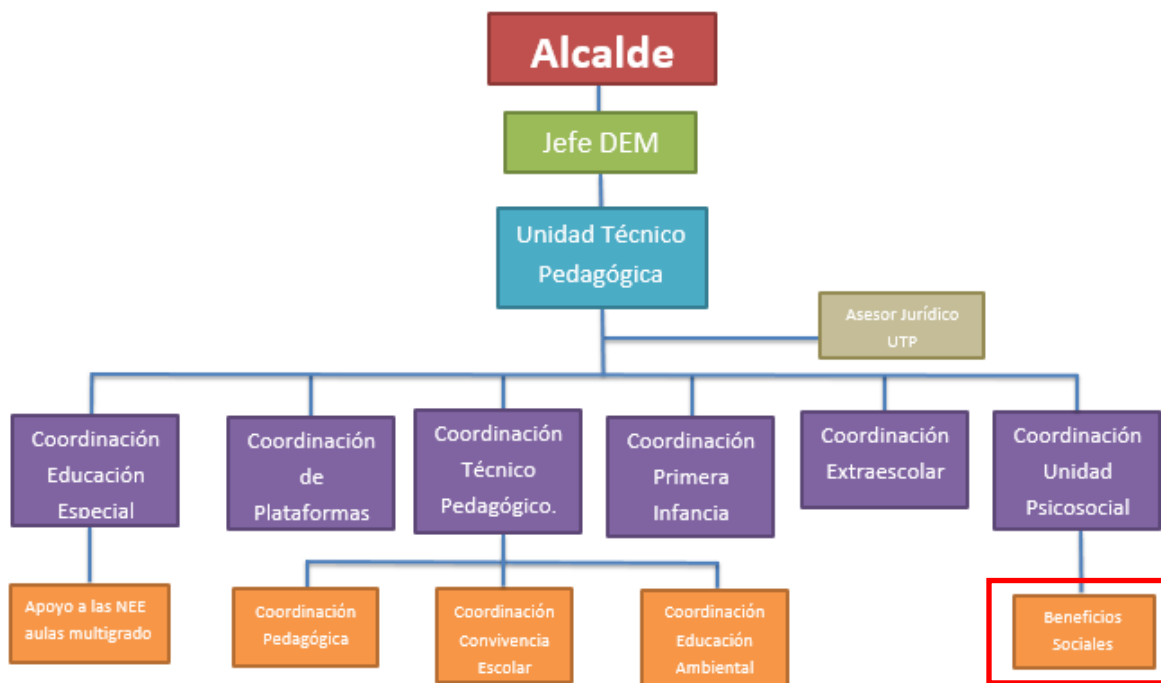 Alcalde
Jefe DEM
Unidad Técnico
Pedagógica
Asesor Jurídico
UTP
Coordinación
Educación
Especial
Coordinación
de
Plataformas
Coordinación
Técnico
Pedagógico.
Coordinación
Primera
Infancia
Coordinación
Extraescolar
Coordinación
Unidad
Psicosocial
Apoyo a las NEE
aulas multigrado
Coordinación
Pedagógica
Coordinación
Convivencia
Escolar
Coordinación
Educación
Ambiental
Beneficios
Sociales